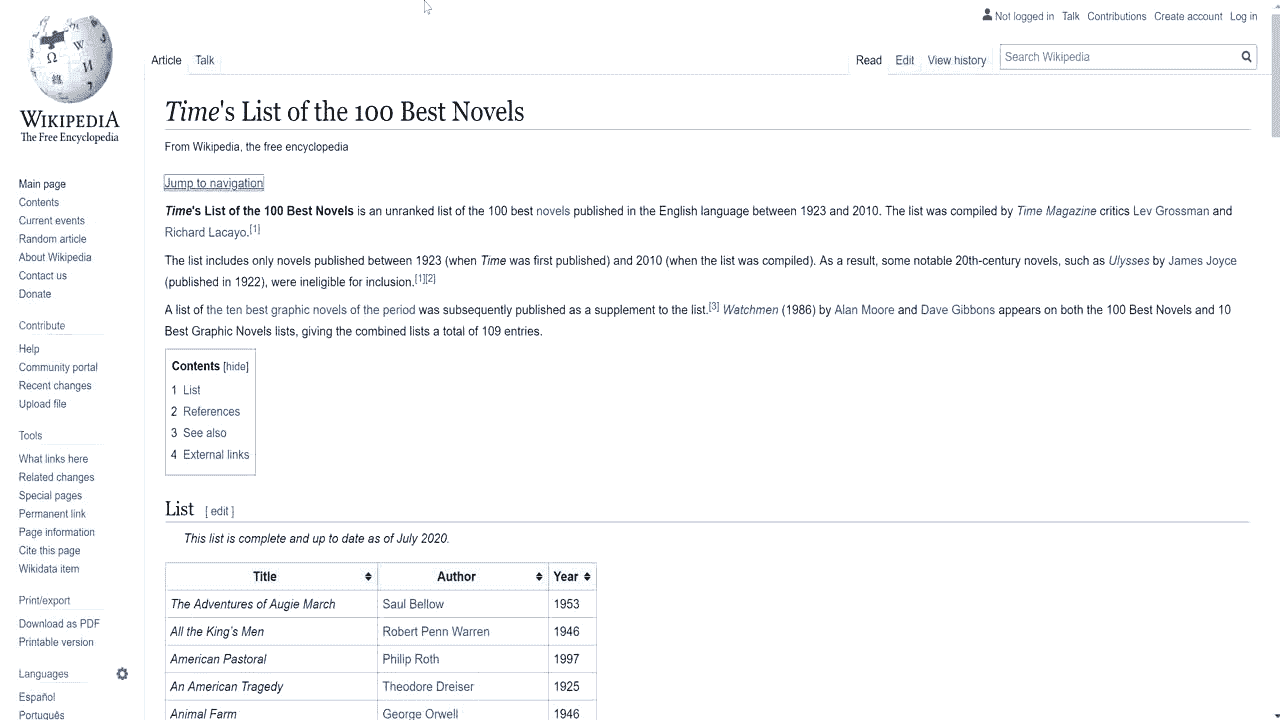 Not logged in Talk Contributions Create account Log in
Article Talk Read Edit View history Search Wikipedia
WIKIPEDIA
The Free Encyclopedia
Main page
Contents
Current events
Random article
About Wikipedia
Contact us
Donate
Contribute
Help
Community portal
Recent changes
Upload file
Tools
What links here
Related changes
Special pages
Permanent link
Page information
Cite this page
Wikidata item
Print/export
Download as PDF
Printable version
Languages
Español
Português
Time's List of the 100 Best Novels
From Wikipedia, the free encyclopedia
Jump to navigation
Time's List of the 100 Best Novels is an unranked list of the 100 best novels published in the English language between 1923 and 2010. The list was compiled by Time Magazine critics Lev Grossman and
Richard Lacayo.[1]
The list includes only novels published between 1923 (when Time was first published) and 2010 (when the list was compiled). As a result, some notable 20th-century novels, such as Ulysses by James Joyce
(published in 1922), were ineligible for inclusion.[1][2]
A list of the ten best graphic novels of the period was subsequently published as a supplement to the list.[3] Watchmen (1986) by Alan Moore and Dave Gibbons appears on both the 100 Best Novels and 10
Best Graphic Novels lists, giving the combined lists a total of 109 entries.
Contents [hide]
1 List
2 References
3 See also
4 External links
List [ edit ]
This list is complete and up to date as of July 2020.
Title Author Year
The Adventures of Augie March Saul Bellow 1953
All the King's Men Robert Penn Warren 1946
American Pastoral Philip Roth 1997
An American Tragedy Theodore Dreiser 1925
Animal Farm George Orwell 1946